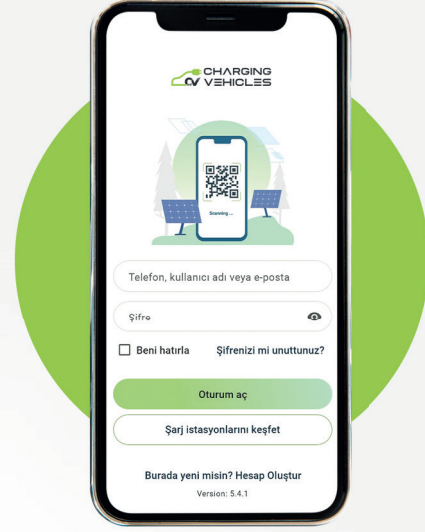 CHARGING
VEHICLES
Scanning ...
Telefon, kullanıcı adı veya e-posta
Şifre
Beni hatırla
Şifrenizi mi unuttunuz?
Oturum aç
Şarj istasyonlarını keşfet
Burada yeni misin? Hesap Oluştur
Version: 5.4.1